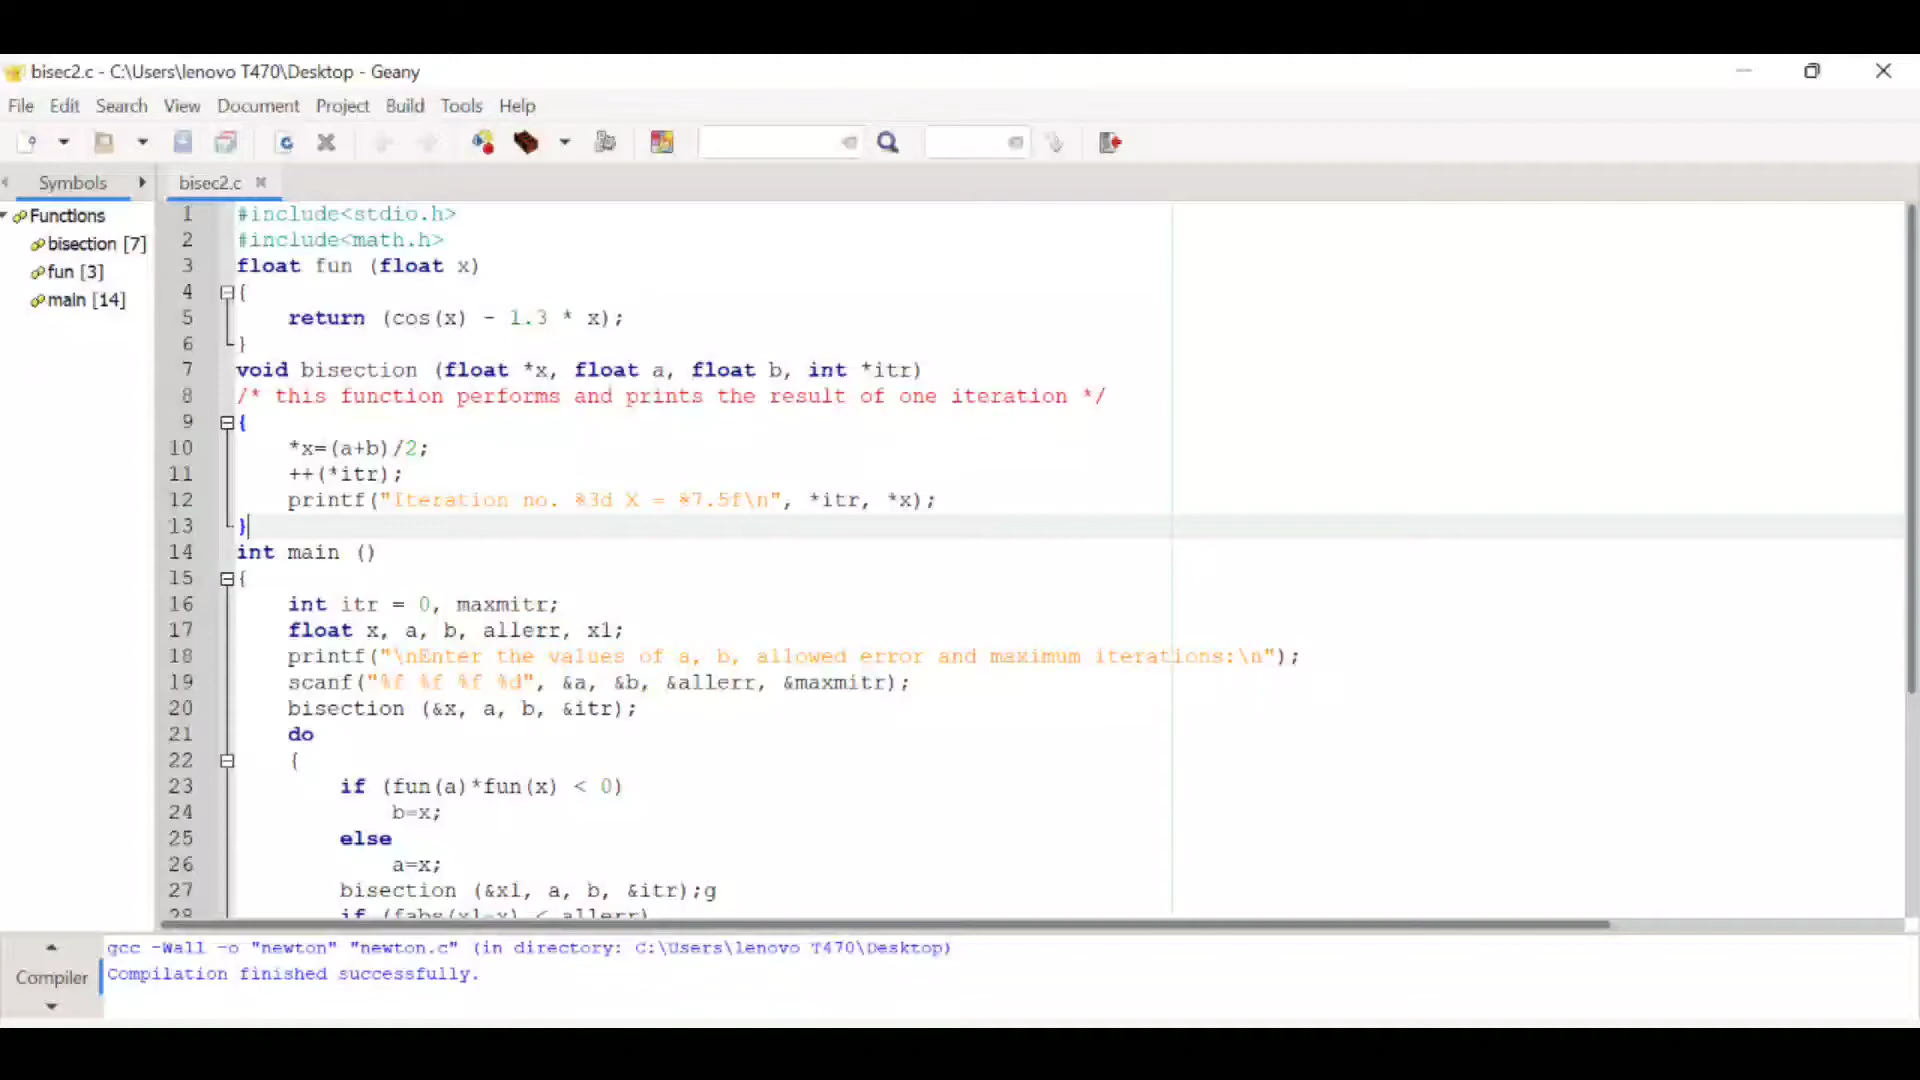 bisec2.c - C:\Users\lenovo T470\Desktop - Geany
File Edit Search View Document Project Build Tools Help
Symbols bisec2.c
Functions
bisection [7]
fun [3]
main [14]
1 #include<stdio.h>
2 #include<math.h>
3 float fun (float x)
4 {
5 return (cos(x) - 1.3 * x);
6 }
7 void bisection (float *x, float a, float b, int *itr)
8 /* this function performs and prints the result of one iteration */
9 {
10 *x=(a+b)/2;
11 ++(*itr);
12 printf("Iteration no. %3d X = %7.5f\n", *itr, *x);
13 }
14 int main ()
15 {
16 int itr = 0, maxmitr;
17 float x, a, b, allerr, x1;
18 printf("\nEnter the values of a, b, allowed error and maximum iterations:\n");
19 scanf("%f %f %f %d", &a, &b, &allerr, &maxmitr);
20 bisection (&x, a, b, &itr);
21 do
22 {
23 if (fun(a)*fun(x) < 0)
24 b=x;
25 else
26 a=x;
27 bisection (&x1, a, b, &itr);g
28 if (fabs(x1-x) < allerr)
gcc -Wall -o "newton" "newton.c" (in directory: C:\Users\lenovo T470\Desktop)
Compiler
Compilation finished successfully.